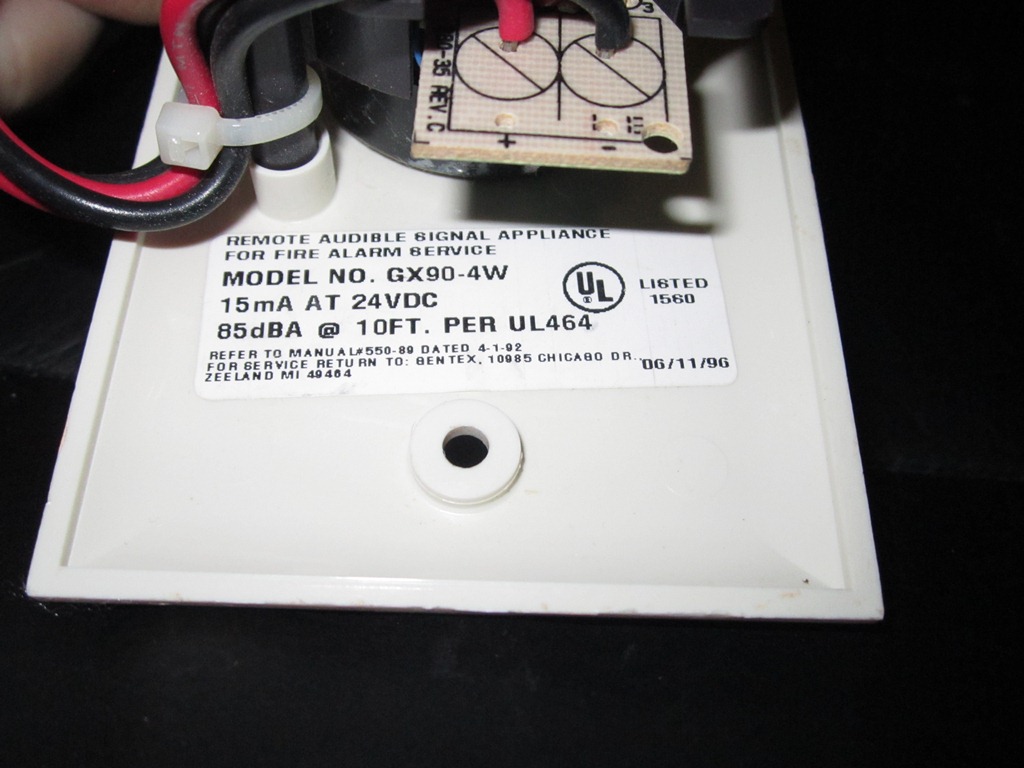 3
-35 REV.C
+ -
REMOTE AUDIBLE SIGNAL APPLIANCE
FOR FIRE ALARM SERVICE
MODEL NO. GX90-4W
15mA AT 24VDC
85dBA @ 10FT. PER UL464
UL
LISTED
1560
REFER TO MANUAL#550-89 DATED 4-1-92
FOR SERVICE RETURN TO: GENTEX, 10985 CHICAGO DR.
ZEELAND MI 49464
06/11/96